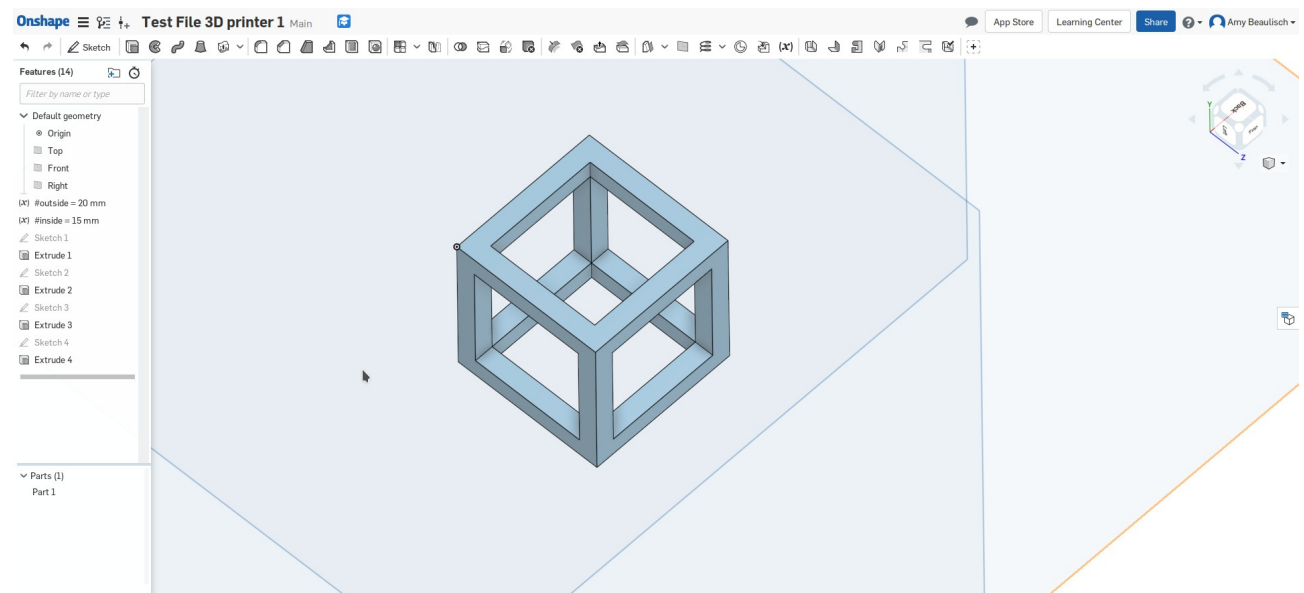 Onshape Test File 3D printer 1 Main App Store Learning Center Share Amy Beaulisch
Sketch (x)
Features (14)
Filter by name or type
Default geometry
Origin
Top
Front
Right
(x) #outside = 20 mm
(x) #inside = 15 mm
Sketch 1
Extrude 1
Sketch 2
Extrude 2
Sketch 3
Extrude 3
Sketch 4
Extrude 4
Parts (1)
Part 1
Y
Back
Z